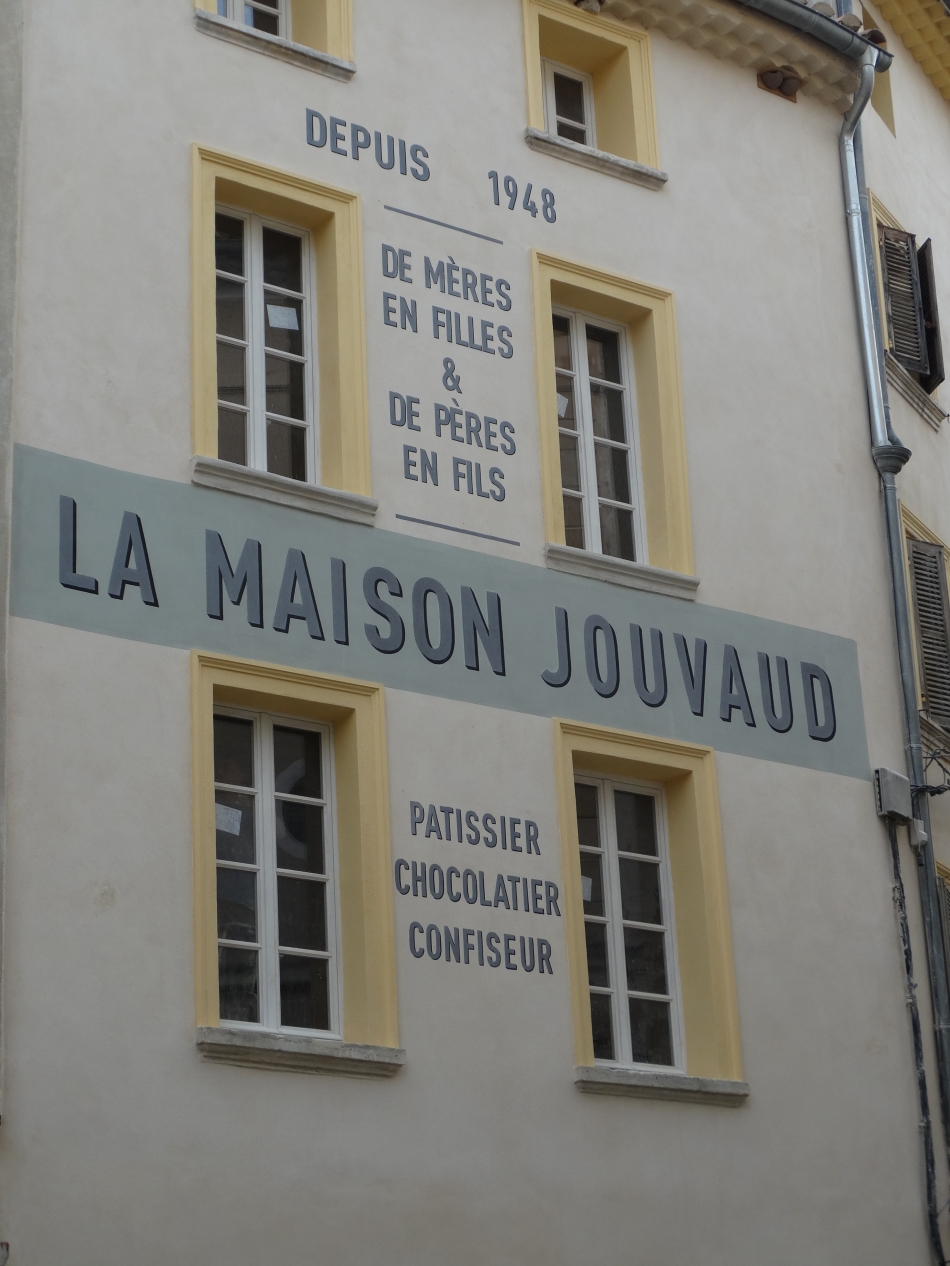 DEPUIS 1948
DE MÈRES
EN FILLES
&
DE PÈRES
EN FILS
LA MAISON JOUVAUD
PATISSIER
CHOCOLATIER
CONFISEUR